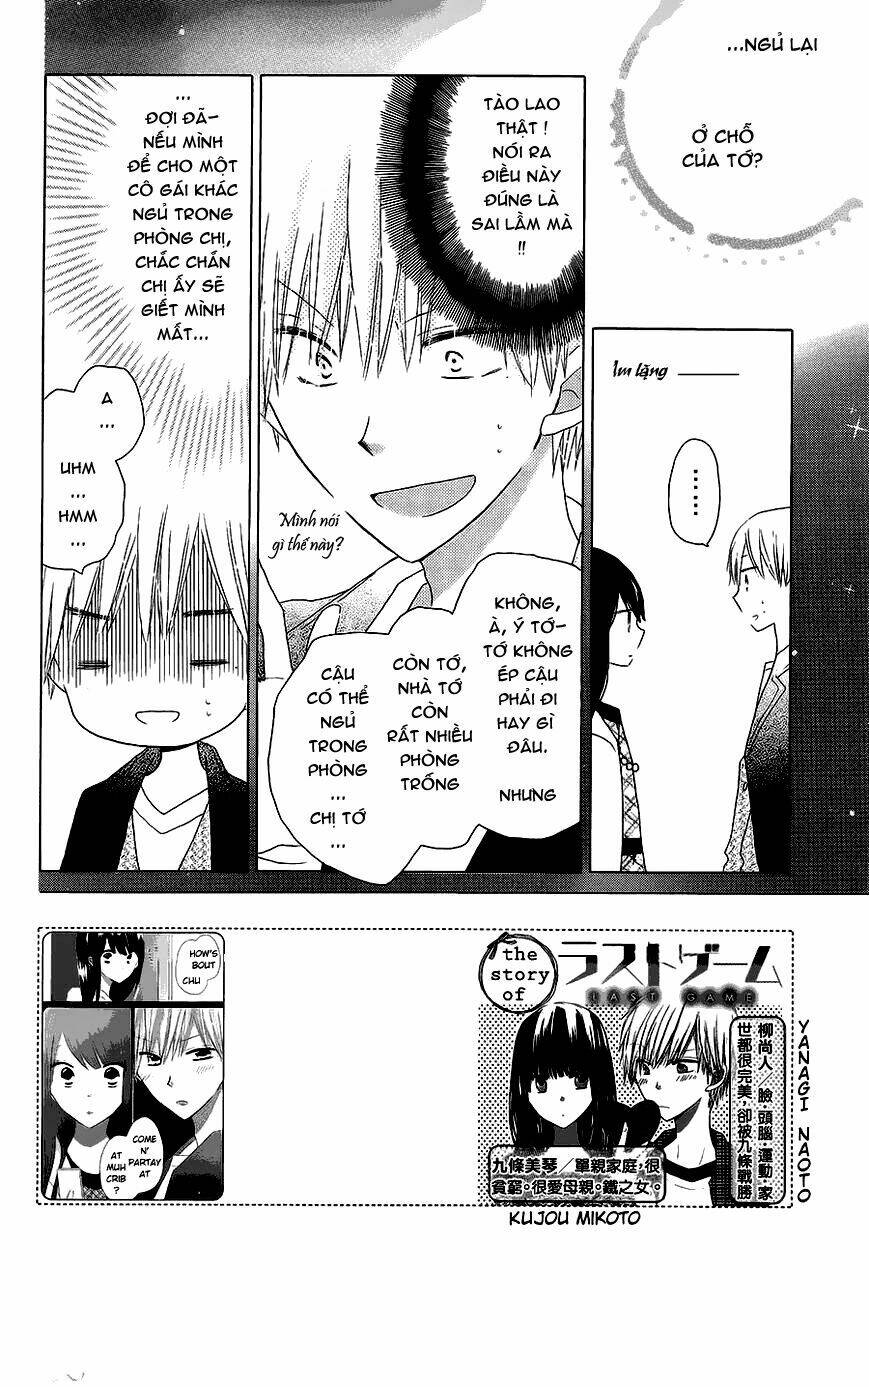 ...NGỦ LẠI
Ở CHỖ
CỦA TỚ?
Im lặng
.......
TÀO LAO
THẬT !
NÓI RA
ĐIỀU NÀY
ĐÚNG LÀ
SAI LẦM MÀ
!!
Mình nói
gì thế này?
KHÔNG,
À, Ý TỚ-
TỚ KHÔNG
ÉP CẬU
PHẢI ĐI
HAY GÌ
ĐÂU.
NHƯNG
CÒN TỚ,
NHÀ TỚ
CÒN
RẤT NHIỀU
PHÒNG
TRỐNG
CẬU
CÓ THỂ
NGỦ
TRONG
PHÒNG
...
CHỊ TỚ
...
...
ĐỢI ĐÃ-
NẾU MÌNH
ĐỂ CHO MỘT
CÔ GÁI KHÁC
NGỦ TRONG
PHÒNG CHỊ,
CHẮC CHẮN
CHỊ ẤY SẼ
GIẾT MÌNH
MẤT...
A
...
UHM
...
HMM
...
the
story
of
ラストゲーム
LAST GAME
柳尚人／臉·頭腦·運動·家
世都很完美，卻被九條戰勝
YANAGI NAOTO
九條美琴／單親家庭，很
貧窮。很愛母親。鐵之女。
KUJOU MIKOTO
HOW'S
BOUT
CHU
COME
N'
PARTAY
AT
AT
MUH
CRIB?